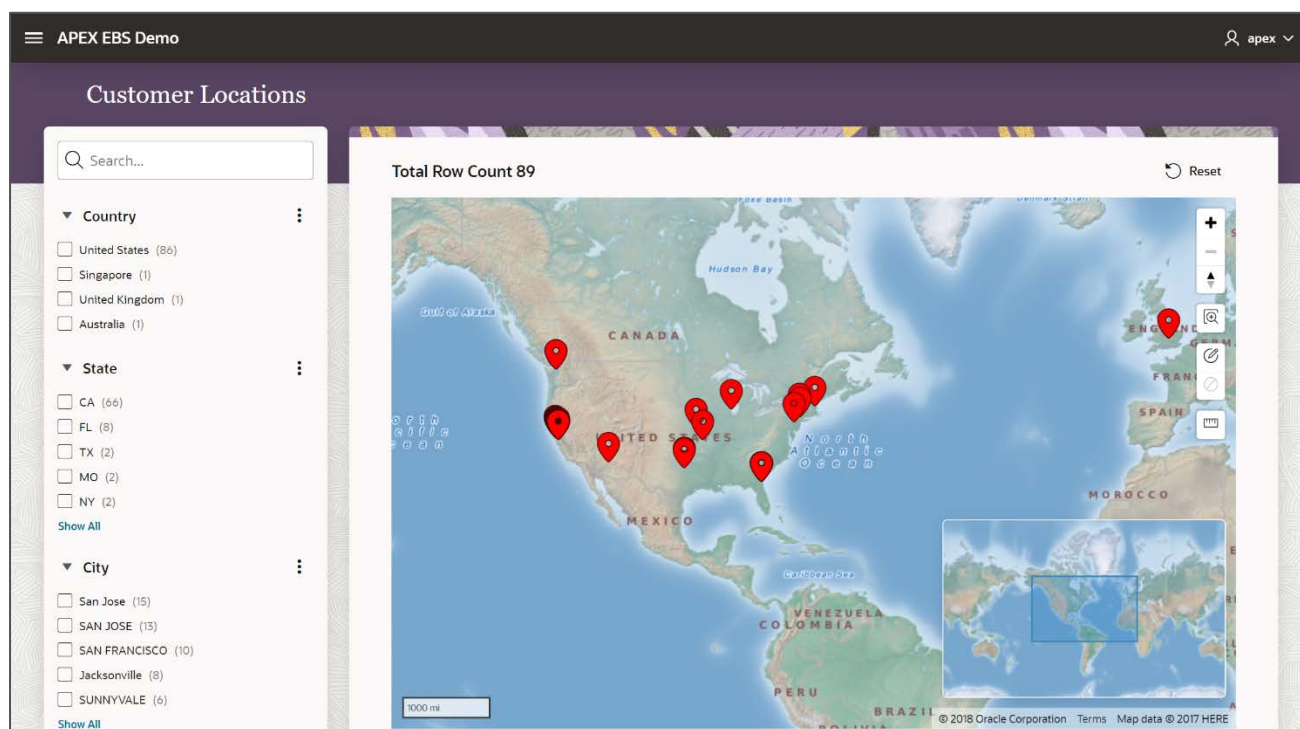 APEX EBS Demo
apex
Customer Locations
Search...
Country
United States (86)
Singapore (1)
United Kingdom (1)
Australia (1)
State
CA (66)
FL (8)
TX (2)
MO (2)
NY (2)
Show All
City
San Jose (15)
SAN JOSE (13)
SAN FRANCISCO (10)
Jacksonville (8)
SUNNYVALE (6)
Show All
Total Row Count 89
Reset
Hudson Bay
Gulf of Alaska
CANADA
UNITED STATES
North
Atlantic
Ocean
MEXICO
Caribbean Sea
VENEZUELA
COLOMBIA
PERU
BRAZIL
ENGLAND
SPAIN
MOROCCO
1000 mi
© 2018 Oracle Corporation Terms Map data © 2017 HERE